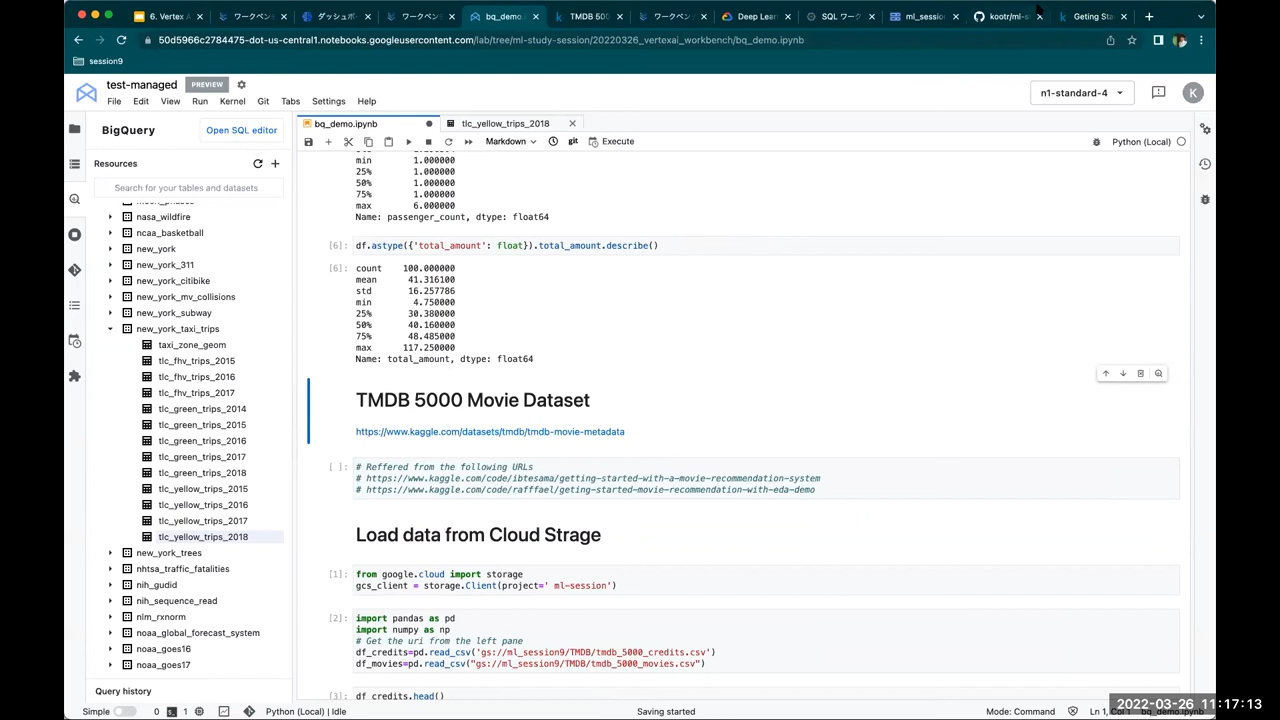 6. Vertex A
ワークベン
ダッシュボ
ワークベン
bq_demo.i
TMDB 500
ワークベン
Deep Lear
SQL ワーク
ml_sessio
kootr/ml-s
Geting Sta
50d5966c2784475-dot-us-central1.notebooks.googleusercontent.com/lab/tree/ml-study-session/20220326_vertexai_workbench/bq_demo.ipynb
session9
test-managed
PREVIEW
File Edit View Run Kernel Git Tabs Settings Help
n1-standard-4
K
BigQuery
Open SQL editor
Resources
Search for your tables and datasets
nasa_wildfire
ncaa_basketball
new_york
new_york_311
new_york_citibike
new_york_mv_collisions
new_york_subway
new_york_taxi_trips
taxi_zone_geom
tlc_fhv_trips_2015
tlc_fhv_trips_2016
tlc_fhv_trips_2017
tlc_green_trips_2014
tlc_green_trips_2015
tlc_green_trips_2016
tlc_green_trips_2017
tlc_green_trips_2018
tlc_yellow_trips_2015
tlc_yellow_trips_2016
tlc_yellow_trips_2017
tlc_yellow_trips_2018
new_york_trees
nhtsa_traffic_fatalities
nih_gudid
nih_sequence_read
nlm_rxnorm
noaa_global_forecast_system
noaa_goes16
noaa_goes17
Query history
bq_demo.ipynb
tlc_yellow_trips_2018
Markdown
git
Execute
Python (Local)
min 1.000000
25% 1.000000
50% 1.000000
75% 1.000000
max 6.000000
Name: passenger_count, dtype: float64
[6]: df.astype({'total_amount': float}).total_amount.describe()
[6]: count 100.000000
mean 41.316100
std 16.257786
min 4.750000
25% 30.380000
50% 40.160000
75% 48.485000
max 117.250000
Name: total_amount, dtype: float64
TMDB 5000 Movie Dataset
https://www.kaggle.com/datasets/tmdb/tmdb-movie-metadata
[ ]: # Reffered from the following URLs
# https://www.kaggle.com/code/ibtesama/getting-started-with-a-movie-recommendation-system
# https://www.kaggle.com/code/rafffael/geting-started-movie-recommendation-with-eda-demo
Load data from Cloud Strage
[1]: from google.cloud import storage
gcs_client = storage.Client(project=' ml-session')
[2]: import pandas as pd
import numpy as np
# Get the uri from the left pane
df_credits=pd.read_csv('gs://ml_session9/TMDB/tmdb_5000_credits.csv')
df_movies=pd.read_csv("gs://ml_session9/TMDB/tmdb_5000_movies.csv")
[3]: df_credits.head()
Simple 0 1 Python (Local) | Idle
Saving started
Mode: Command
Ln 1, Col
bq_demo.ipynb
2022-03-26 11:17:13